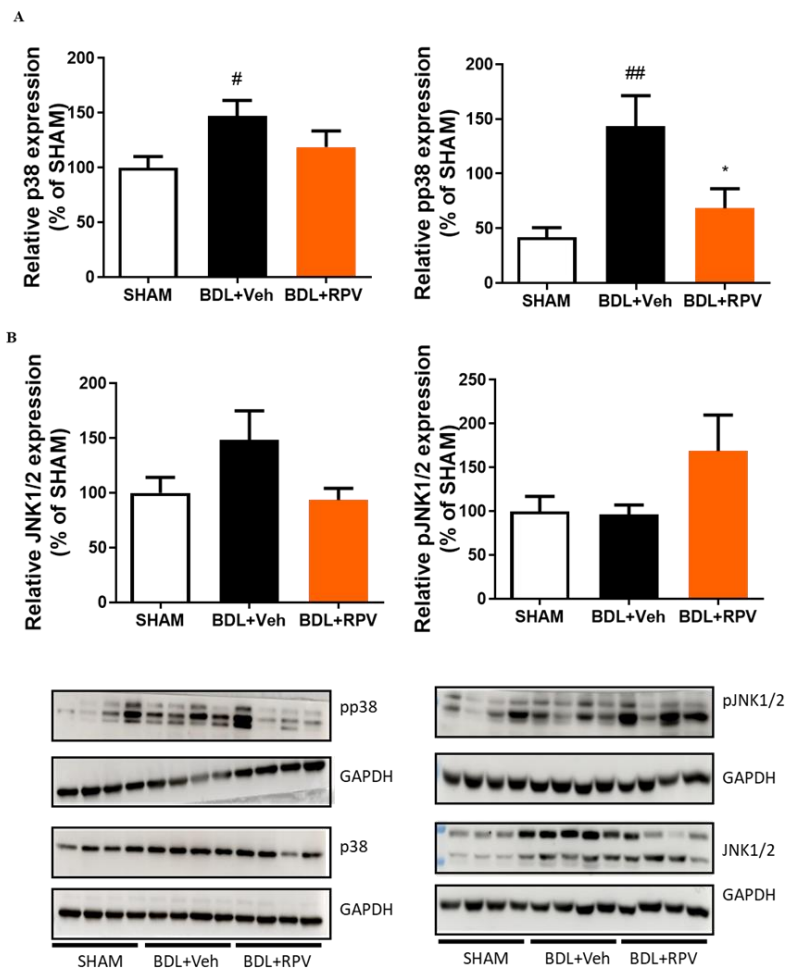 A
Relative p38 expression
(% of SHAM)
200
150
100
50
0
#
SHAM BDL+Veh BDL+RPV
Relative pp38 expression
(% of SHAM)
200
150
100
50
0
##
*
SHAM BDL+Veh BDL+RPV
B
Relative JNK1/2 expression
(% of SHAM)
200
150
100
50
0
SHAM BDL+Veh BDL+RPV
Relative pJNK1/2 expression
(% of SHAM)
250
200
150
100
50
0
SHAM BDL+Veh BDL+RPV
pp38
GAPDH
p38
GAPDH
SHAM BDL+Veh BDL+RPV
pJNK1/2
GAPDH
JNK1/2
GAPDH
SHAM BDL+Veh BDL+RPV